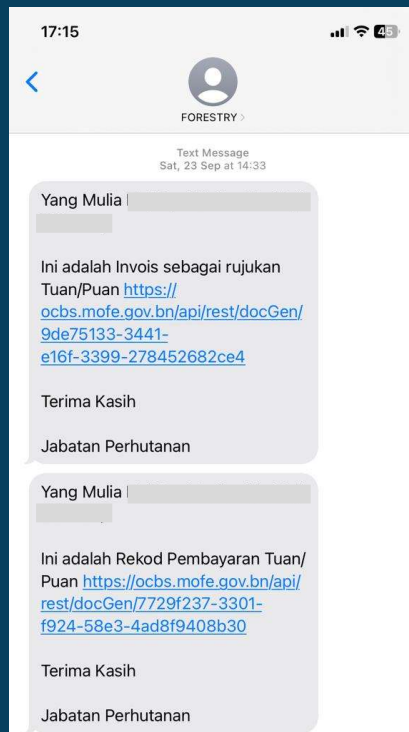 17:15
45
FORESTRY
Text Message
Sat, 23 Sep at 14:33
Yang Mulia
Ini adalah Invois sebagai rujukan
Tuan/Puan https://
ocbs.mofe.gov.bn/api/rest/docGen/
9de75133-3441-
e16f-3399-278452682ce4
Terima Kasih
Jabatan Perhutanan
Yang Mulia
Ini adalah Rekod Pembayaran Tuan/
Puan https://ocbs.mofe.gov.bn/api/
rest/docGen/7729f237-3301-
f924-58e3-4ad8f9408b30
Terima Kasih
Jabatan Perhutanan